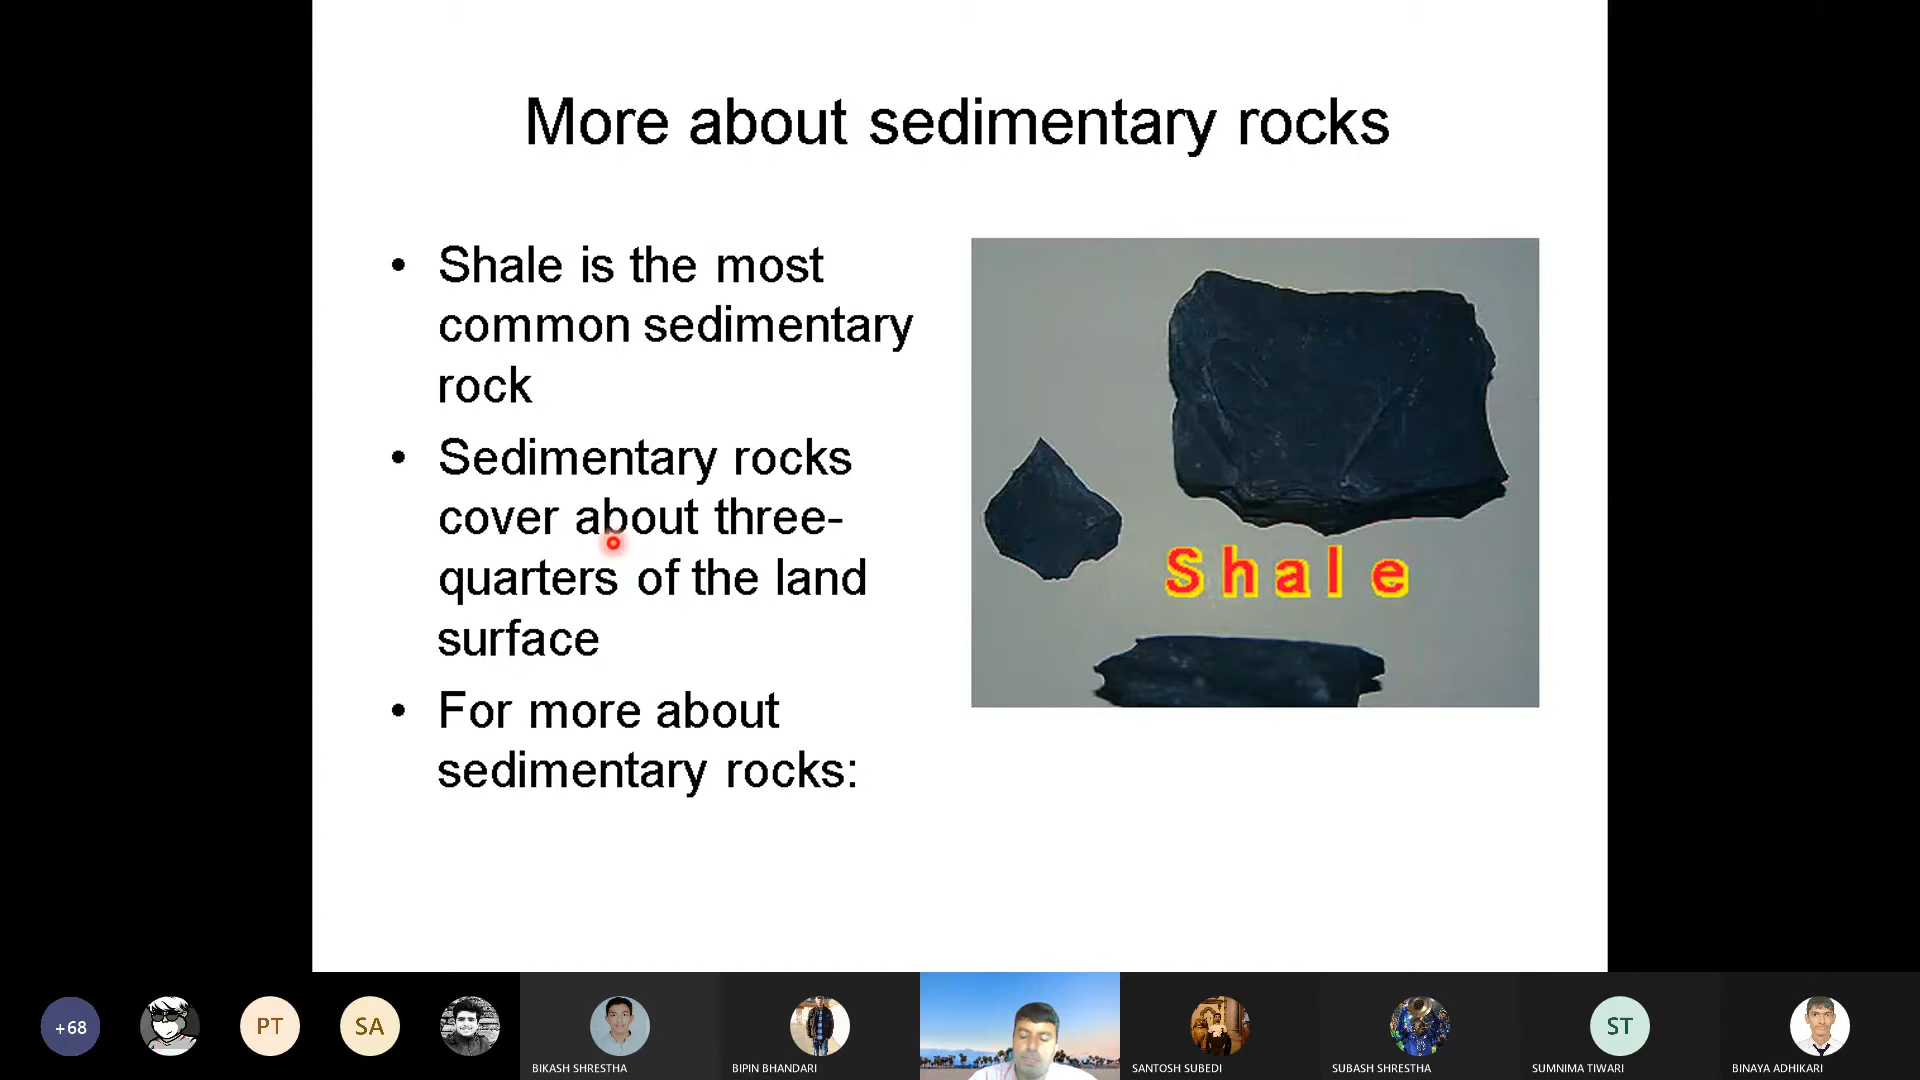 More about sedimentary rocks
• Shale is the most
common sedimentary
rock
• Sedimentary rocks
cover about three-
quarters of the land
surface
• For more about
sedimentary rocks:
Shale
+68
PT
SA
BIKASH SHRESTHA
BIPIN BHANDARI
SANTOSH SUBEDI
SUBASH SHRESTHA
ST
SUMNIMA TIWARI
BINAYA ADHIKARI